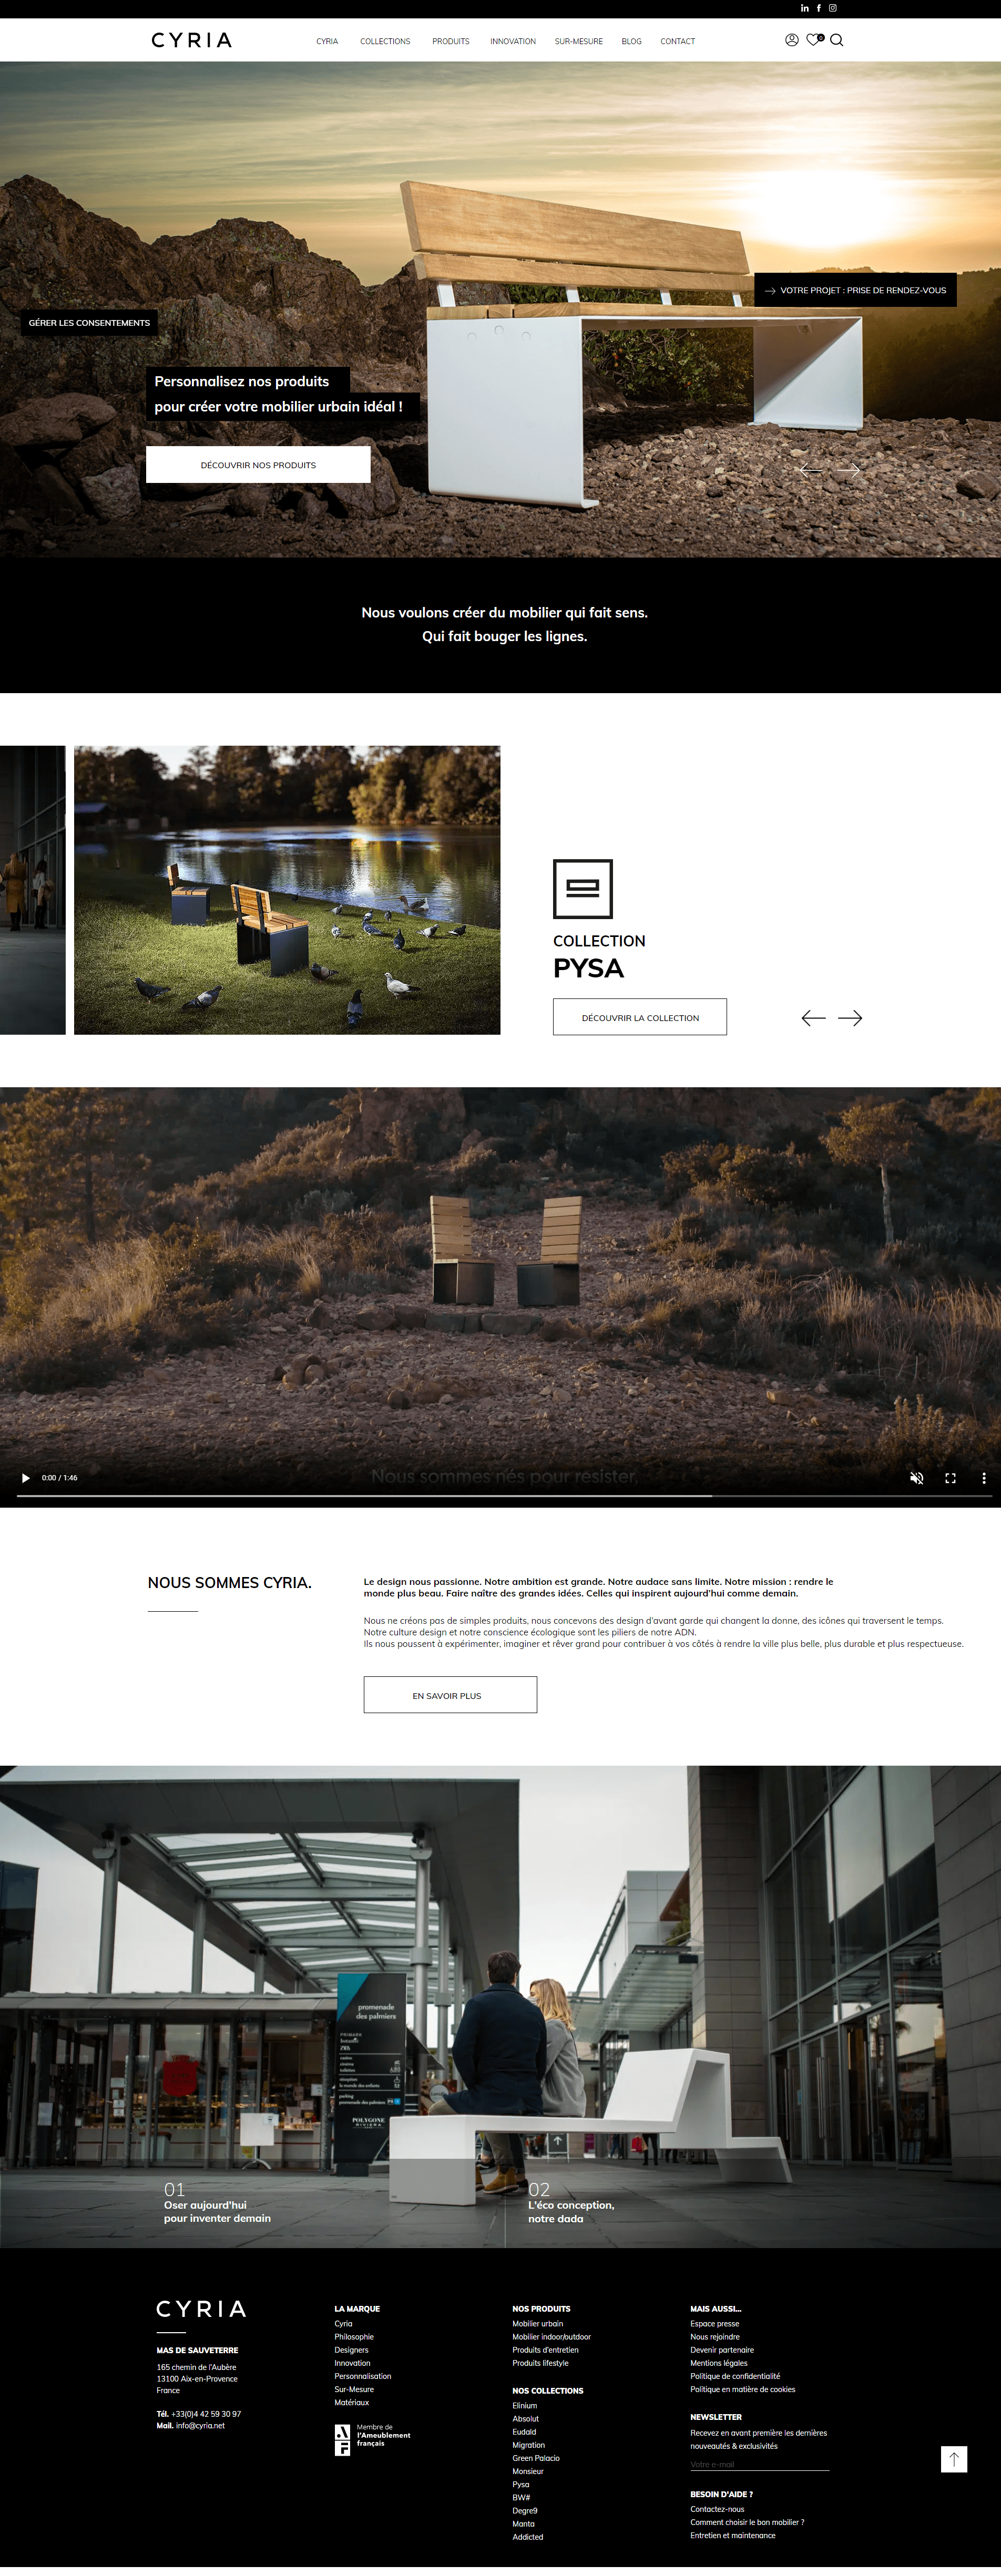 CYRIA
CYRIA
COLLECTIONS
PRODUITS
INNOVATION
SUR-MESURE
BLOG
CONTACT
0
VOTRE PROJET : PRISE DE RENDEZ-VOUS
GÉRER LES CONSENTEMENTS
Personnalisez nos produits
pour créer votre mobilier urbain idéal !
DÉCOUVRIR NOS PRODUITS
Nous voulons créer du mobilier qui fait sens.
Qui fait bouger les lignes.
COLLECTION
PYSA
DÉCOUVRIR LA COLLECTION
Nous sommes nés pour résister.
0:00 / 1:46
NOUS SOMMES CYRIA.
Le design nous passionne. Notre ambition est grande. Notre audace sans limite. Notre mission : rendre le
monde plus beau. Faire naître des grandes idées. Celles qui inspirent aujourd'hui comme demain.
Nous ne créons pas de simples produits, nous concevons des design d'avant garde qui changent la donne, des icônes qui traversent le temps.
Notre culture design et notre conscience écologique sont les piliers de notre ADN.
Ils nous poussent à expérimenter, imaginer et rêver grand pour contribuer à vos côtés à rendre la ville plus belle, plus durable et plus respectueuse.
EN SAVOIR PLUS
promenade
des palmiers
PRIMARK
POLYGONE
RIVIERA
01
Oser aujourd'hui
pour inventer demain
02
L'éco conception,
notre dada
CYRIA
MAS DE SAUVETERRE
165 chemin de l'Aubère
13100 Aix-en-Provence
France
Tél. +33(0)4 42 59 30 97
Mail. info@cyria.net
LA MARQUE
Cyria
Philosophie
Designers
Innovation
Personnalisation
Sur-Mesure
Matériaux
AF
Membre de
l'Ameublement
français
NOS PRODUITS
Mobilier urbain
Mobilier indoor/outdoor
Produits d'entretien
Produits lifestyle
NOS COLLECTIONS
Elinium
Absolut
Eudald
Migration
Green Palacio
Monsieur
Pysa
BW#
Degre9
Manta
Addicted
MAIS AUSSI...
Espace presse
Nous rejoindre
Devenir partenaire
Mentions légales
Politique de confidentialité
Politique en matière de cookies
NEWSLETTER
Recevez en avant première les dernières
nouveautés & exclusivités
Votre e-mail
BESOIN D'AIDE ?
Contactez-nous
Comment choisir le bon mobilier ?
Entretien et maintenance